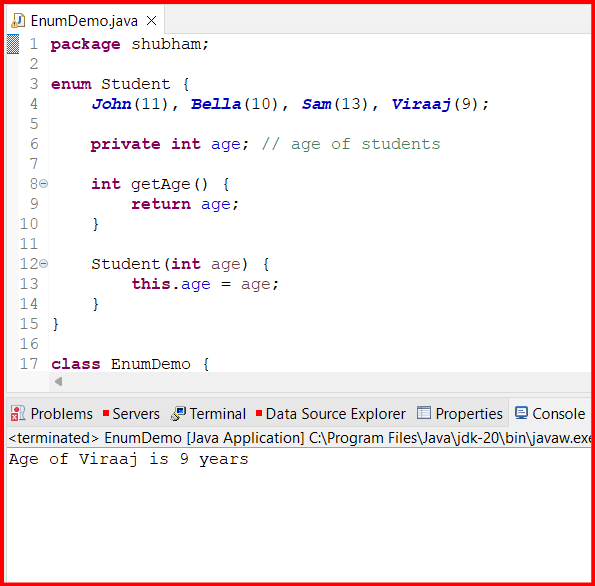 EnumDemo.java
1 package shubham;
2
3 enum Student {
4 John(11), Bella(10), Sam(13), Viraaj(9);
5
6 private int age; // age of students
7
8 int getAge() {
9 return age;
10 }
11
12 Student(int age) {
13 this.age = age;
14 }
15 }
16
17 class EnumDemo {
Problems Servers Terminal Data Source Explorer Properties Console
<terminated> EnumDemo [Java Application] C:\Program Files\Java\jdk-20\bin\javaw.exe
Age of Viraaj is 9 years